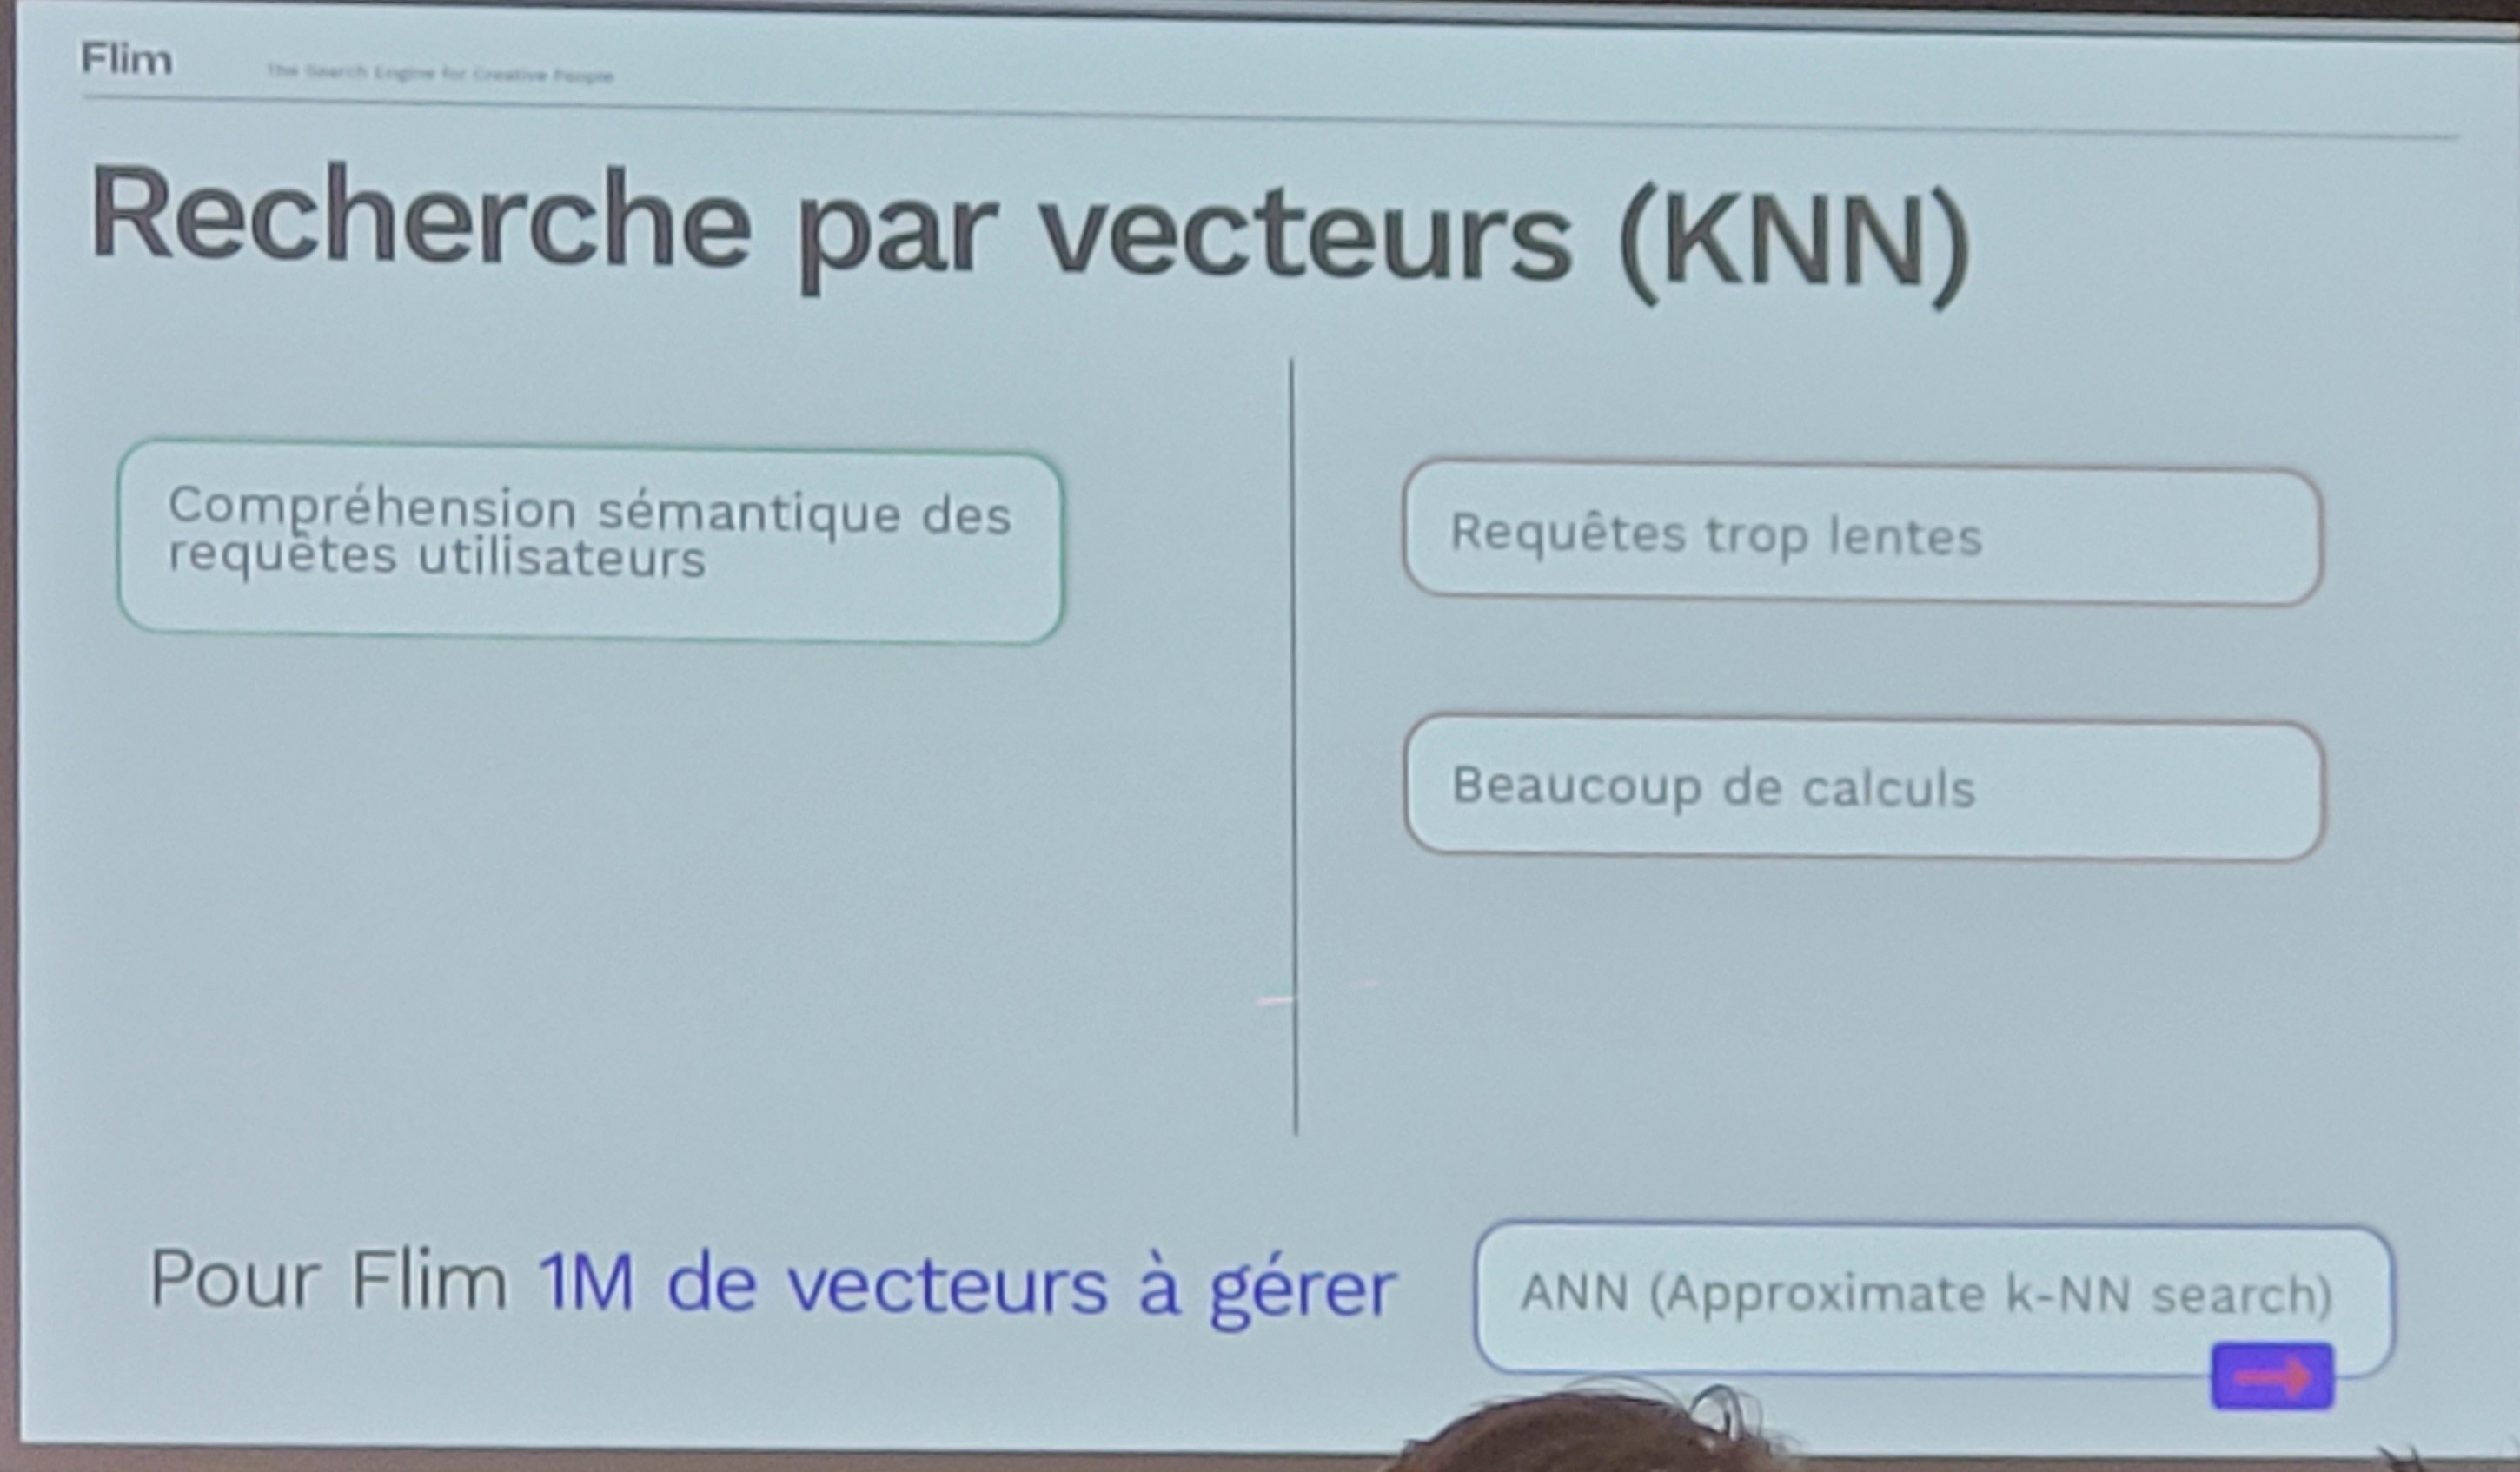 Flim
The Search Engine for Creative People
Recherche par vecteurs (KNN)
Compréhension sémantique des
requêtes utilisateurs
Requêtes trop lentes
Beaucoup de calculs
Pour Flim 1M de vecteurs à gérer
ANN (Approximate k-NN search)